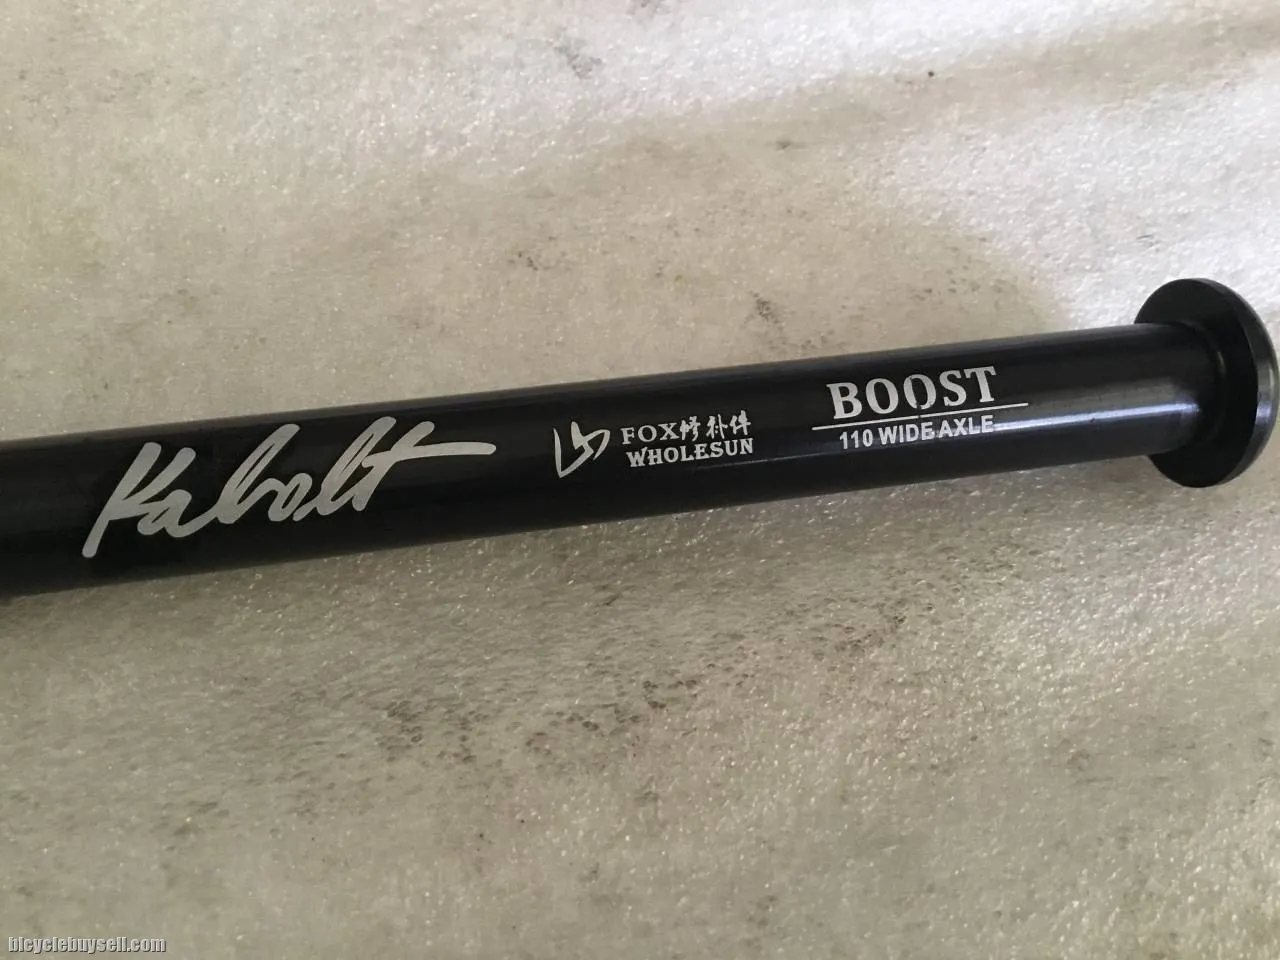 Kabolt
FOX修补件
WHOLESUN
BOOST
110 WIDE AXLE
bicyclebuysell.com